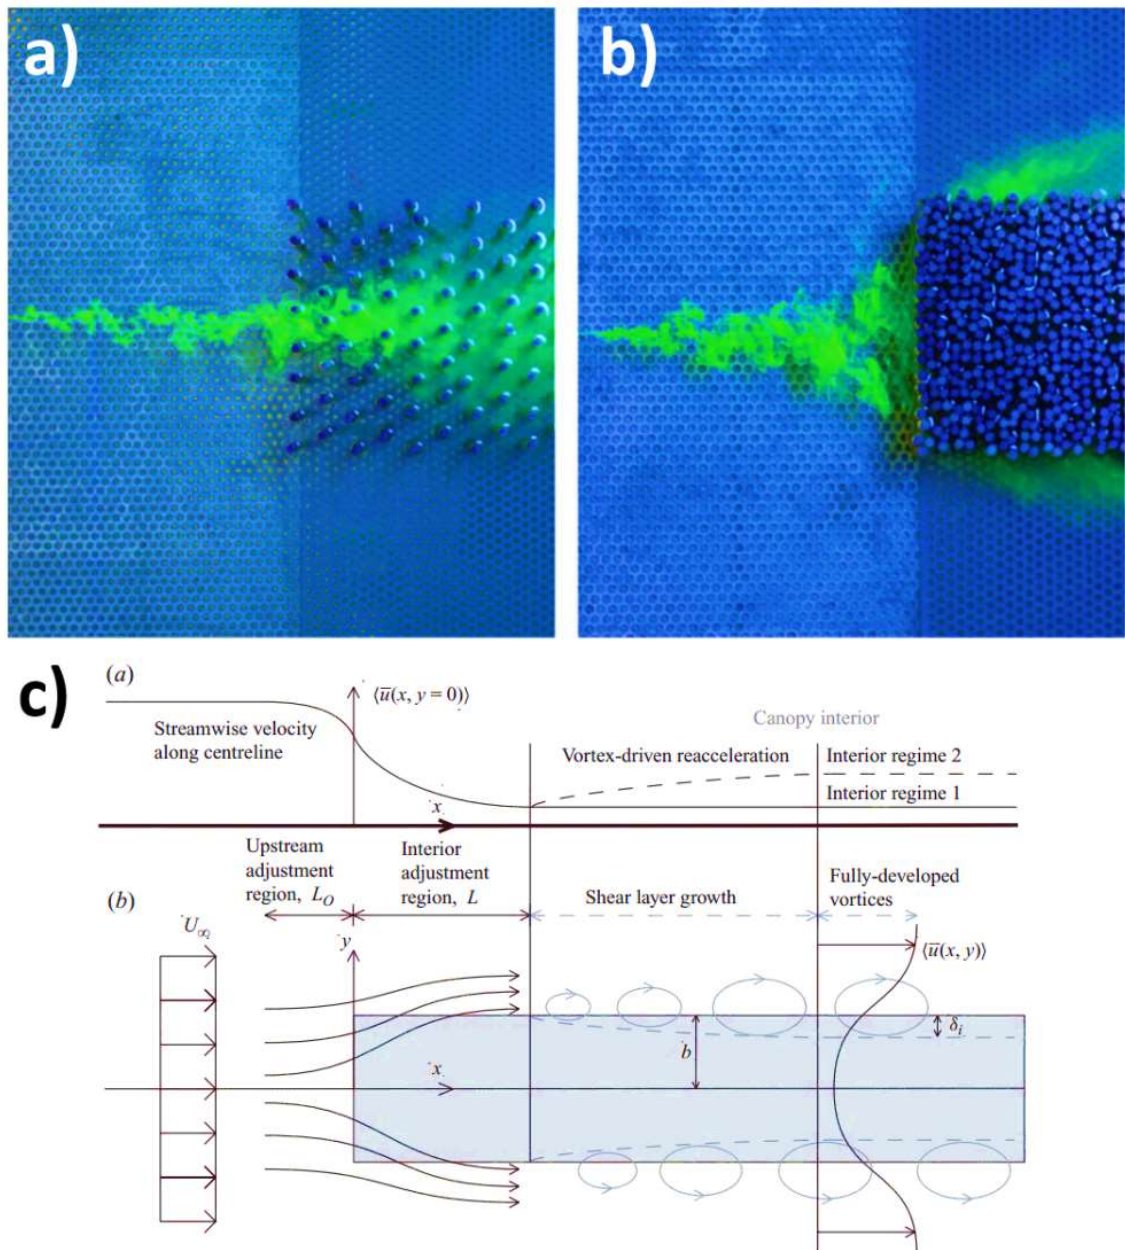 a)
b)
c)
(a)
⟨u̅(x, y = 0)⟩
Streamwise velocity
along centreline
Canopy interior
Vortex-driven reacceleration
Interior regime 2
Interior regime 1
x
Upstream
adjustment
region, L_O
Interior
adjustment
region, L
Shear layer growth
Fully-developed
vortices
(b)
U_∞
y
⟨u̅(x, y)⟩
δ_i
b
x